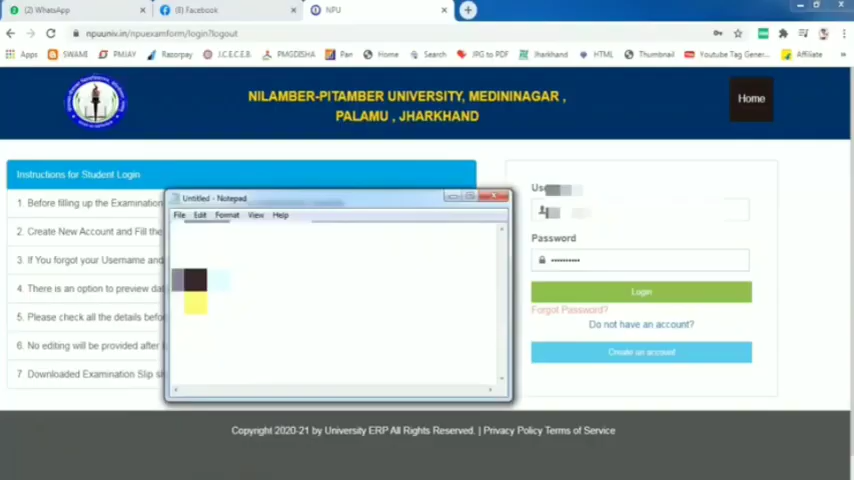 (2) WhatsApp
(8) Facebook
NPU
npuuniv.in/npuexamform/login?logout
Apps SWAMI PMJAY Razorpay J.C.E.C.E.B. PMGDISHA Pan Home Search JPG to PDF Jharkhand HTML Thumbnail Youtube Tag Gener... Affiliate »
NILAMBER-PITAMBER UNIVERSITY, MEDININAGAR ,
PALAMU , JHARKHAND
Home
Instructions for Student Login
1. Before filling up the Examination
2. Create New Account and Fill the
3. If You forgot your Username and
4. There is an option to preview
5. Please check all the details
6. No editing will be provided after
7. Downloaded Examination Slip
Untitled - Notepad
File Edit Format View Help
Password
Login
Forgot Password?
Do not have an account?
Create an account
Copyright 2020-21 by University ERP All Rights Reserved. | Privacy Policy Terms of Service